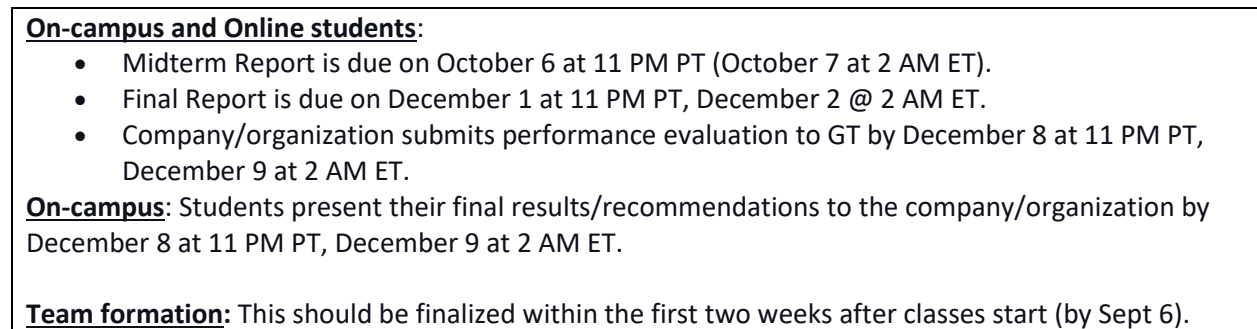 On-campus and Online students:
• Midterm Report is due on October 6 at 11 PM PT (October 7 at 2 AM ET).
• Final Report is due on December 1 at 11 PM PT, December 2 @ 2 AM ET.
• Company/organization submits performance evaluation to GT by December 8 at 11 PM PT,
December 9 at 2 AM ET.
On-campus: Students present their final results/recommendations to the company/organization by
December 8 at 11 PM PT, December 9 at 2 AM ET.
Team formation: This should be finalized within the first two weeks after classes start (by Sept 6).